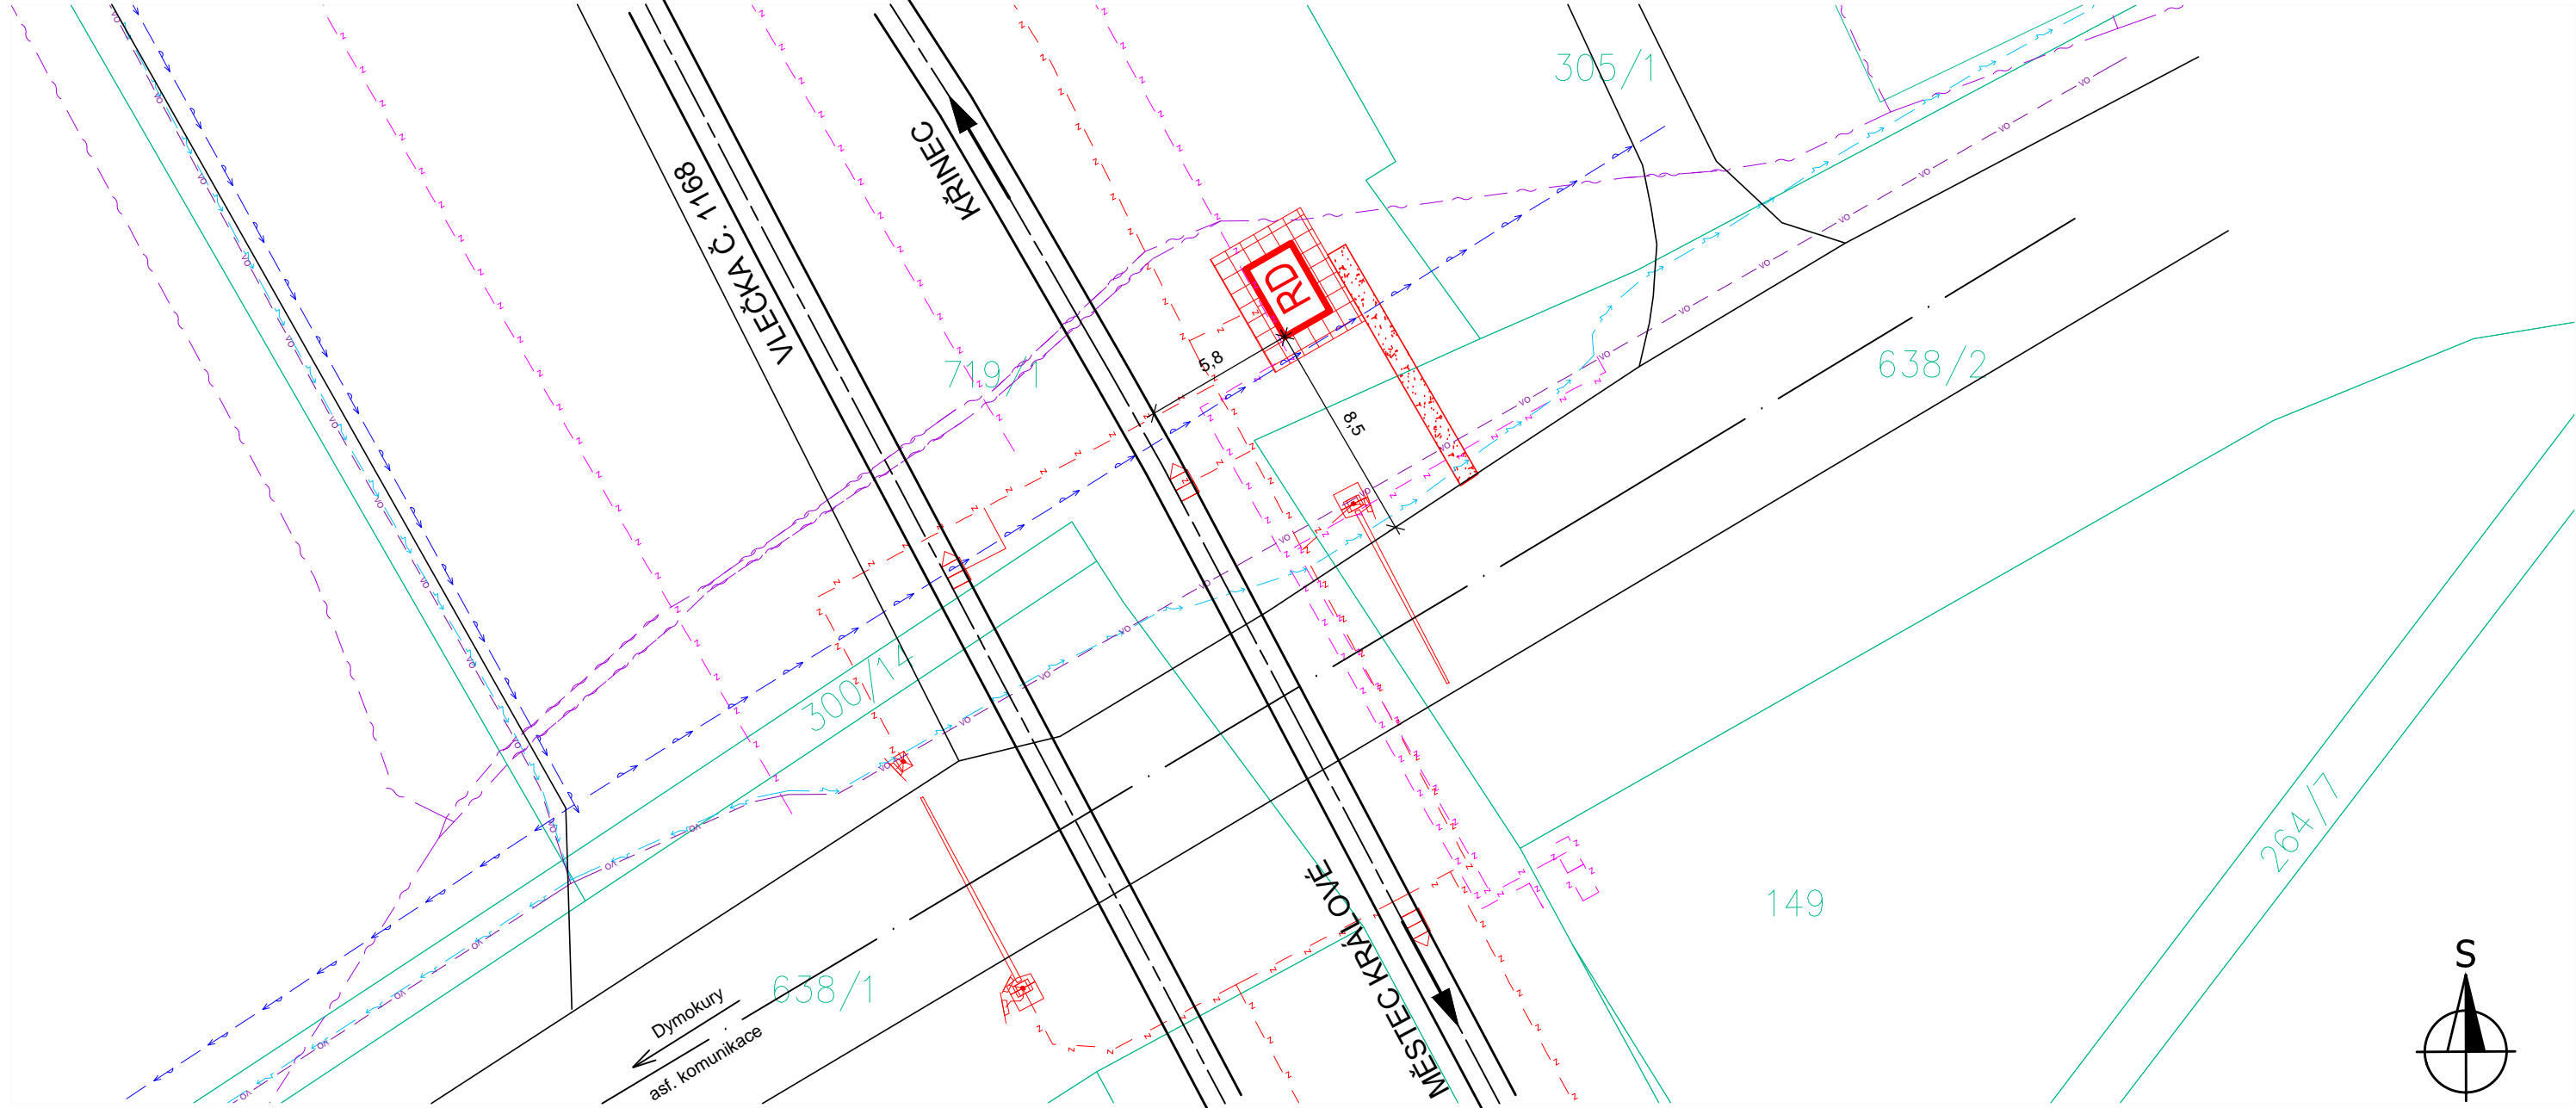 305/1
KŘINEC
VLEČKA Č. 1168
RD
719/1
5,8
638/2
8,5
300/14
264/7
149
MĚSTEC KRÁLOVÉ
S
638/1
Dymokury
asf. komunikace